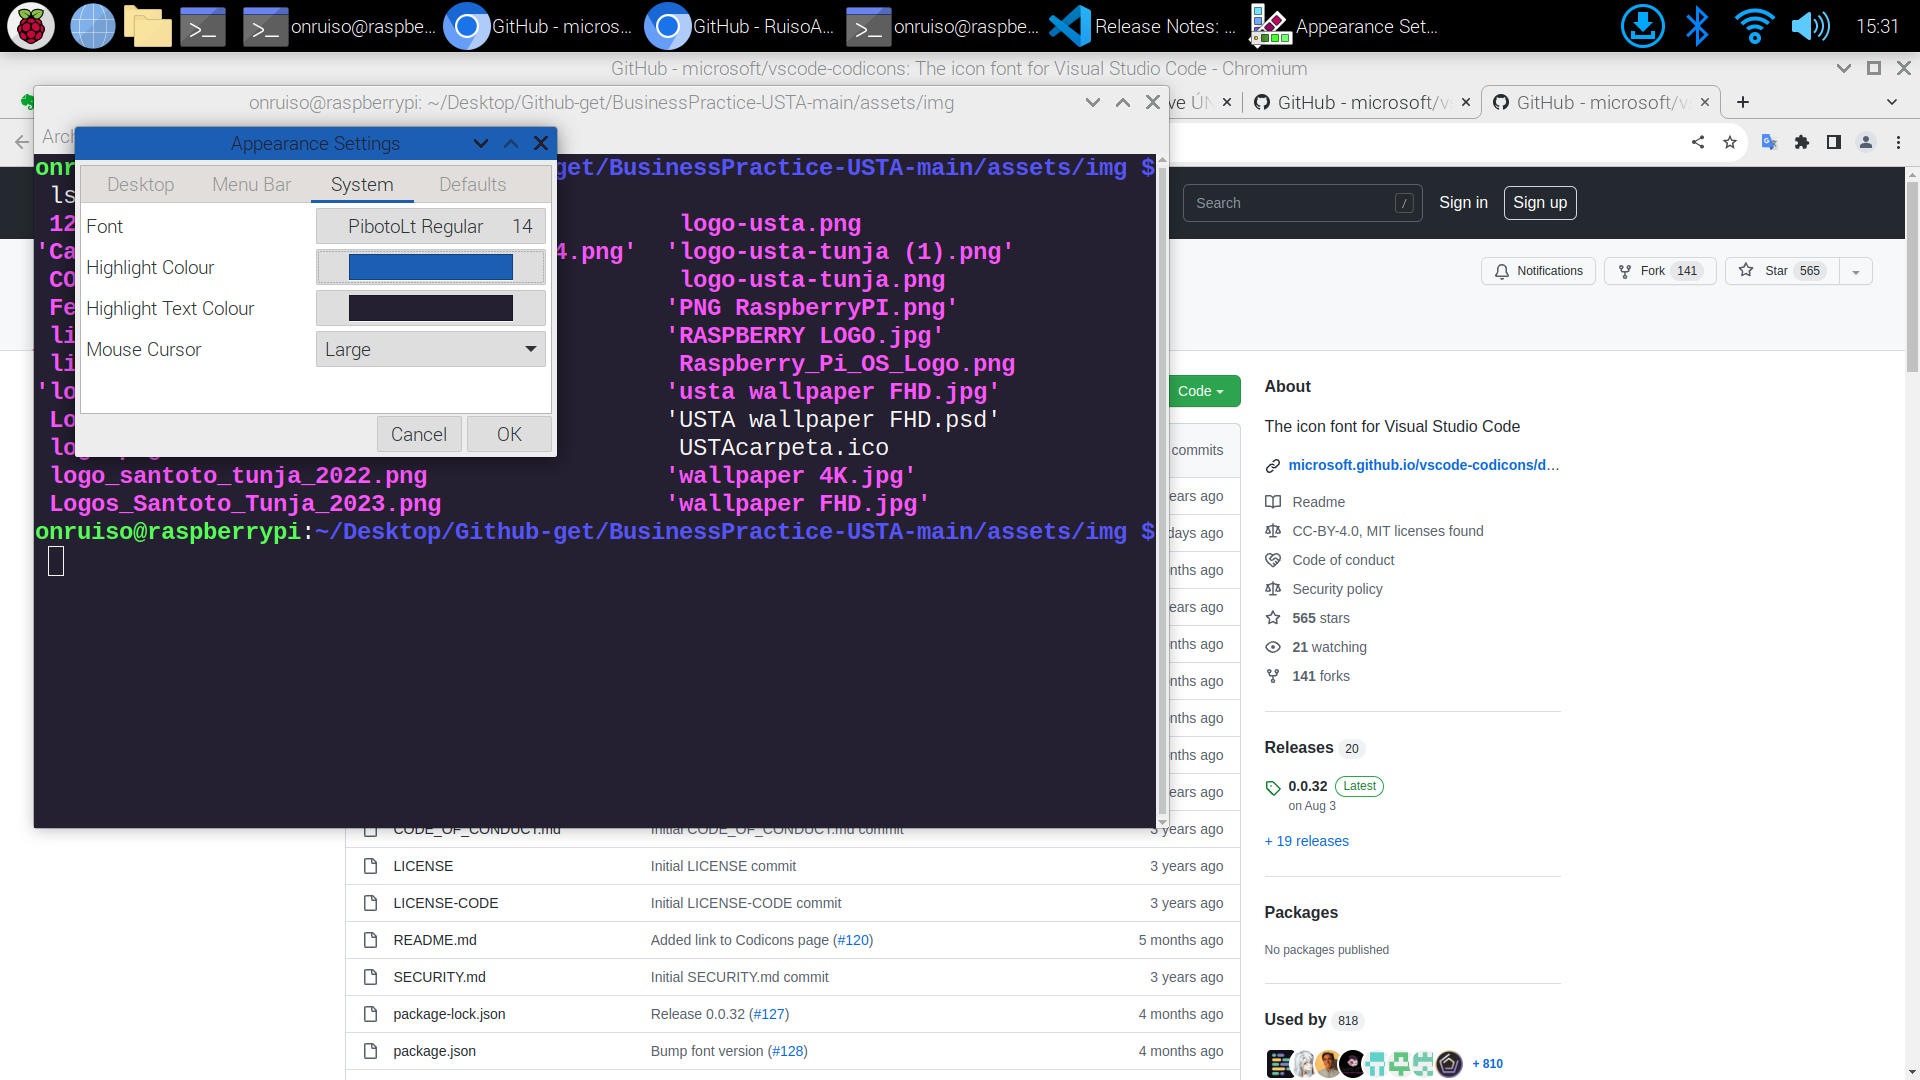 onruiso@raspbe...
GitHub - micros...
GitHub - RuisoA...
onruiso@raspbe...
Release Notes: ...
Appearance Set...
15:31
GitHub - microsoft/vscode-codicons: The icon font for Visual Studio Code - Chromium
onruiso@raspberrypi: ~/Desktop/Github-get/BusinessPractice-USTA-main/assets/img
ve ÚN
GitHub - microsoft/vs
GitHub - microsoft/vs
Arch
Appearance Settings
Desktop
Menu Bar
System
Defaults
Font
PibotoLt Regular 14
Highlight Colour
Highlight Text Colour
Mouse Cursor
Large
Cancel
OK
onr
get/BusinessPractice-USTA-main/assets/img $
ls
12
logo-usta.png
'Ca
4.png'
'logo-usta-tunja (1).png'
CO
logo-usta-tunja.png
Fe
'PNG RaspberryPI.png'
li
'RASPBERRY LOGO.jpg'
li
Raspberry_Pi_OS_Logo.png
'lo
'usta wallpaper FHD.jpg'
Lo
'USTA wallpaper FHD.psd'
USTAcarpeta.ico
logo_santoto_tunja_2022.png
'wallpaper 4K.jpg'
Logos_Santoto_Tunja_2023.png
'wallpaper FHD.jpg'
onruiso@raspberrypi:~/Desktop/Github-get/BusinessPractice-USTA-main/assets/img $
Search /
Sign in
Sign up
Notifications
Fork 141
Star 565
Code
commits
ears ago
days ago
nths ago
ears ago
nths ago
nths ago
nths ago
nths ago
ears ago
CODE_OF_CONDUCT.md
Initial CODE_OF_CONDUCT.md commit
3 years ago
LICENSE
Initial LICENSE commit
3 years ago
LICENSE-CODE
Initial LICENSE-CODE commit
3 years ago
README.md
Added link to Codicons page (#120)
5 months ago
SECURITY.md
Initial SECURITY.md commit
3 years ago
package-lock.json
Release 0.0.32 (#127)
4 months ago
package.json
Bump font version (#128)
4 months ago
About
The icon font for Visual Studio Code
microsoft.github.io/vscode-codicons/d...
Readme
CC-BY-4.0, MIT licenses found
Code of conduct
Security policy
565 stars
21 watching
141 forks
Releases 20
0.0.32 Latest
on Aug 3
+ 19 releases
Packages
No packages published
Used by 818
+ 810